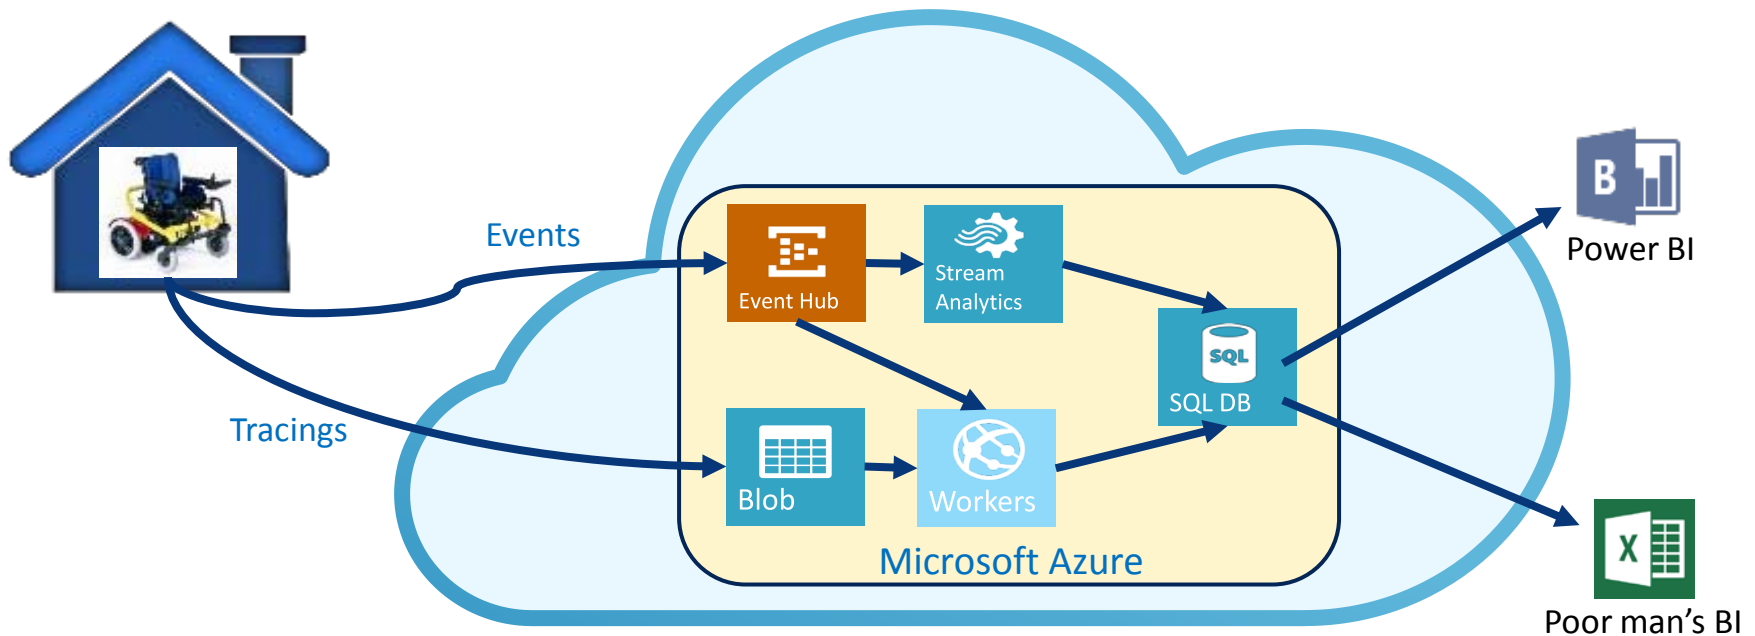 Events
Tracings
Event Hub
Stream
Analytics
SQL
SQL DB
Blob
Workers
Microsoft Azure
B
Power BI
X
Poor man’s BI